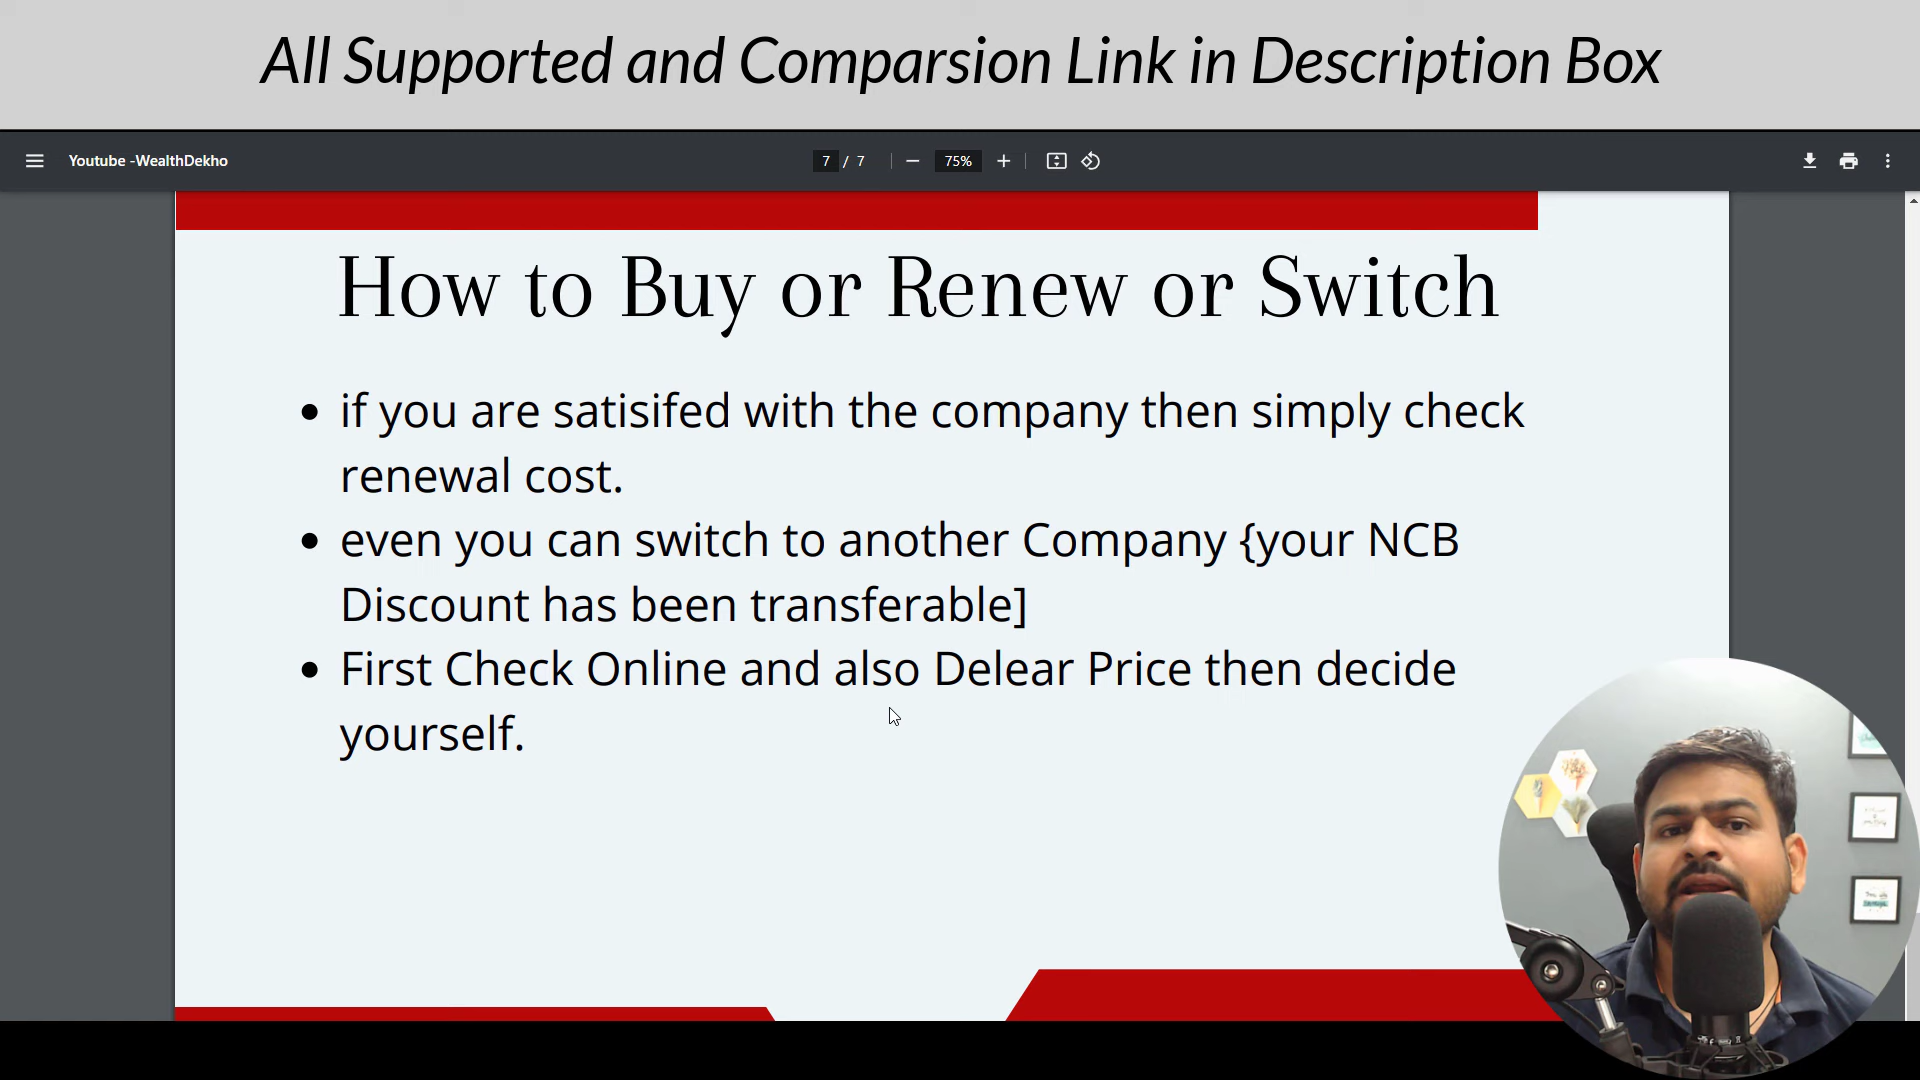 All Supported and Comparsion Link in Description Box
Youtube -WealthDekho
7 / 7
75%
How to Buy or Renew or Switch
• if you are satisifed with the company then simply check
renewal cost.
• even you can switch to another Company {your NCB
Discount has been transferable]
• First Check Online and also Delear Price then decide
yourself.